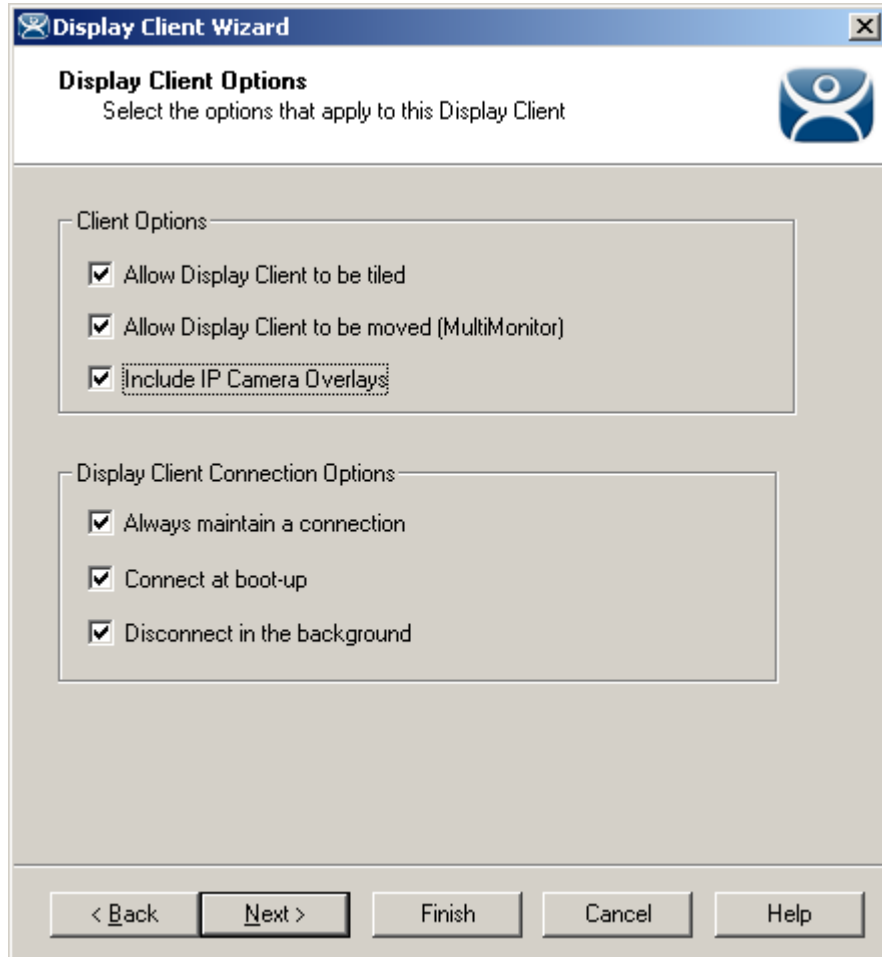 Display Client Wizard
Display Client Options
Select the options that apply to this Display Client
Client Options
Allow Display Client to be tiled
Allow Display Client to be moved (MultiMonitor)
Include IP Camera Overlays
Display Client Connection Options
Always maintain a connection
Connect at boot-up
Disconnect in the background
< Back Next > Finish Cancel Help